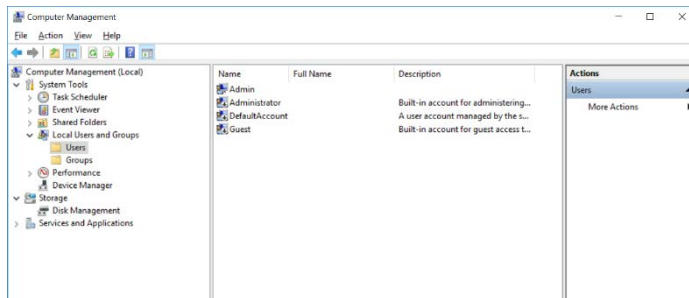 Computer Management
File Action View Help
Computer Management (Local)
System Tools
Task Scheduler
Event Viewer
Shared Folders
Local Users and Groups
Users
Groups
Performance
Device Manager
Storage
Disk Management
Services and Applications
Name Full Name Description
Admin
Administrator Built-in account for administering...
DefaultAccount A user account managed by the s...
Guest Built-in account for guest access t...
Actions
Users
More Actions